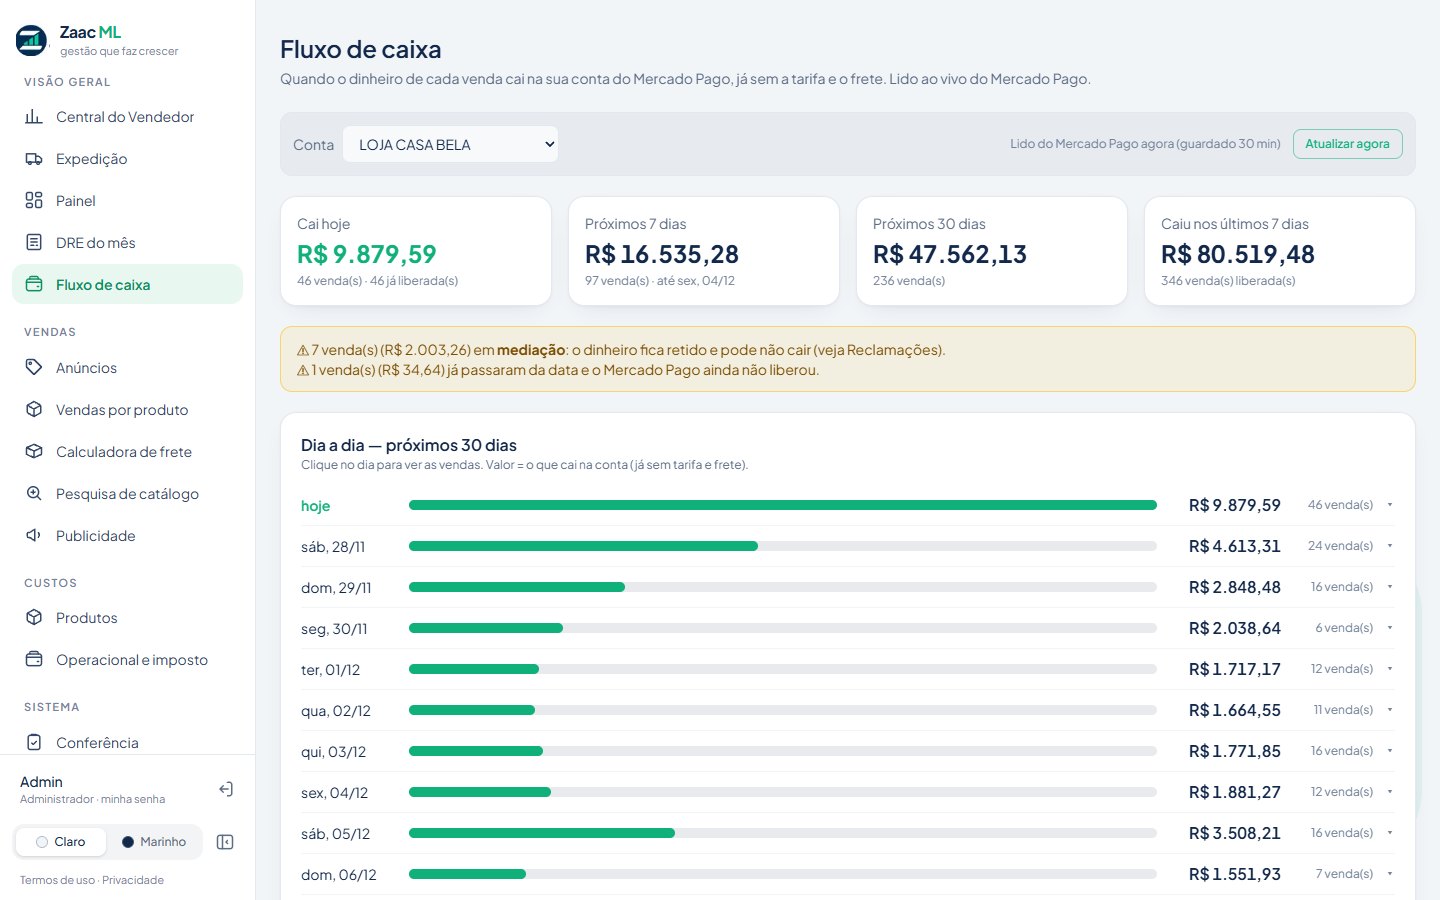 Zaac ML
gestão que faz crescer
VISÃO GERAL
Central do Vendedor
Expedição
Painel
DRE do mês
Fluxo de caixa
VENDAS
Anúncios
Vendas por produto
Calculadora de frete
Pesquisa de catálogo
Publicidade
CUSTOS
Produtos
Operacional e imposto
SISTEMA
Conferência
Admin
Administrador · minha senha
Claro
Marinho
Termos de uso · Privacidade
Fluxo de caixa
Quando o dinheiro de cada venda cai na sua conta do Mercado Pago, já sem a tarifa e o frete. Lido ao vivo do Mercado Pago.
Conta LOJA CASA BELA
Lido do Mercado Pago agora (guardado 30 min) Atualizar agora
Cai hoje
R$ 9.879,59
46 venda(s) · 46 já liberada(s)
Próximos 7 dias
R$ 16.535,28
97 venda(s) · até sex, 04/12
Próximos 30 dias
R$ 47.562,13
236 venda(s)
Caiu nos últimos 7 dias
R$ 80.519,48
346 venda(s) liberada(s)
⚠ 7 venda(s) (R$ 2.003,26) em mediação: o dinheiro fica retido e pode não cair (veja Reclamações).
⚠ 1 venda(s) (R$ 34,64) já passaram da data e o Mercado Pago ainda não liberou.
Dia a dia — próximos 30 dias
Clique no dia para ver as vendas. Valor = o que cai na conta (já sem tarifa e frete).
hoje R$ 9.879,59 46 venda(s)
sáb, 28/11 R$ 4.613,31 24 venda(s)
dom, 29/11 R$ 2.848,48 16 venda(s)
seg, 30/11 R$ 2.038,64 6 venda(s)
ter, 01/12 R$ 1.717,17 12 venda(s)
qua, 02/12 R$ 1.664,55 11 venda(s)
qui, 03/12 R$ 1.771,85 16 venda(s)
sex, 04/12 R$ 1.881,27 12 venda(s)
sáb, 05/12 R$ 3.508,21 16 venda(s)
dom, 06/12 R$ 1.551,93 7 venda(s)